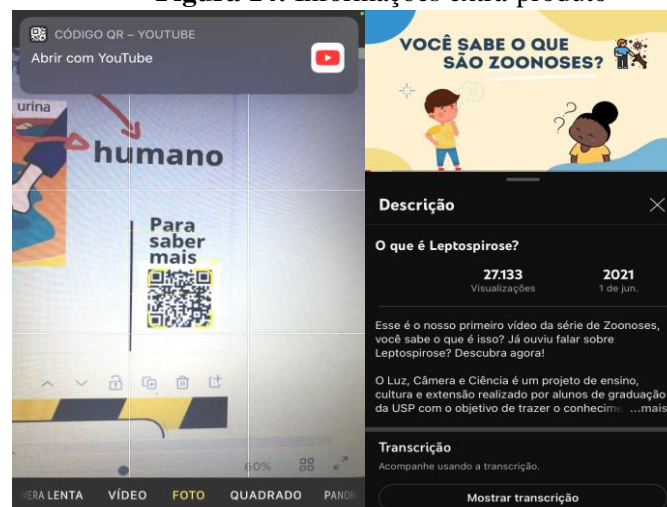 Figura 14. Informações extra produto
CÓDIGO QR – YOUTUBE
Abrir com YouTube
urina
humano
Para
saber
mais
60%
MERA LENTA VÍDEO FOTO QUADRADO PANOR
VOCÊ SABE O QUE
SÃO ZOONOSES?
Descrição
O que é Leptospirose?
27.133 2021
Visualizações 1 de jun.
Esse é o nosso primeiro vídeo da série de Zoonoses,
você sabe o que é isso? Já ouviu falar sobre
Leptospirose? Descubra agora!
O Luz, Câmera e Ciência é um projeto de ensino,
cultura e extensão realizado por alunos de graduação
da USP com o objetivo de trazer o conhecime ...mais
Transcrição
Acompanhe usando a transcrição.
Mostrar transcrição